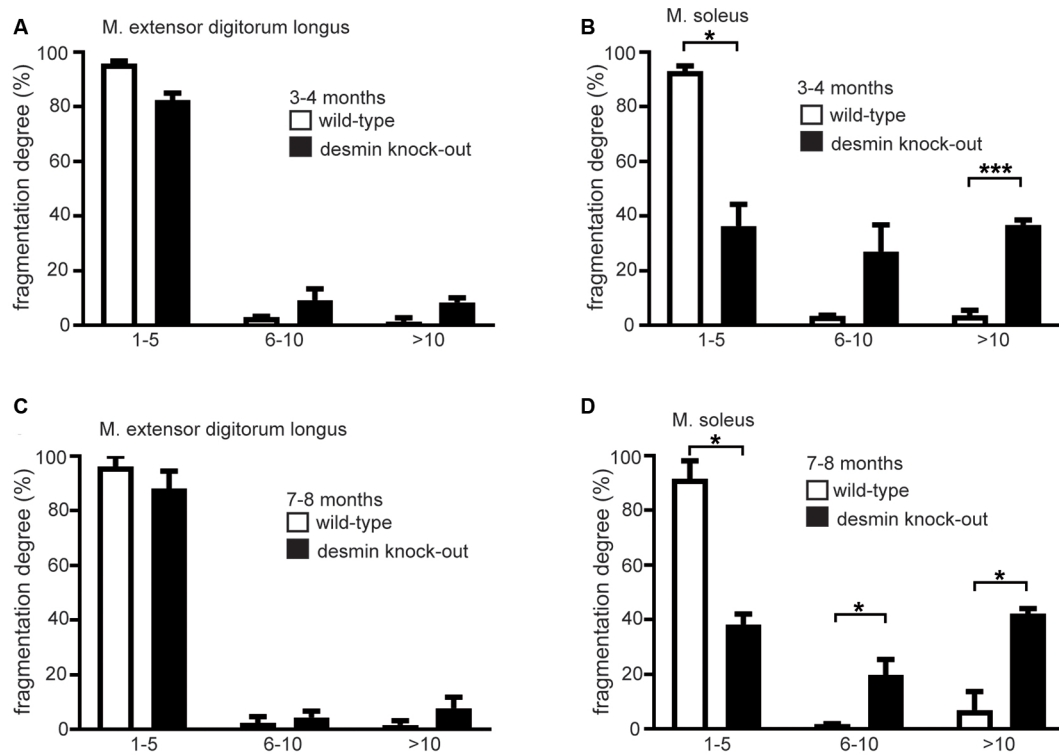 A
M. extensor digitorum longus
fragmentation degree (%)
100
80
60
40
20
0
3-4 months
wild-type
desmin knock-out
1-5
6-10
>10
B
M. soleus
fragmentation degree (%)
100
80
60
40
20
0
*
3-4 months
wild-type
desmin knock-out
***
1-5
6-10
>10
C
M. extensor digitorum longus
fragmentation degree (%)
100
80
60
40
20
0
7-8 months
wild-type
desmin knock-out
1-5
6-10
>10
D
M. soleus
fragmentation degree (%)
100
80
60
40
20
0
*
7-8 months
wild-type
desmin knock-out
*
*
1-5
6-10
>10